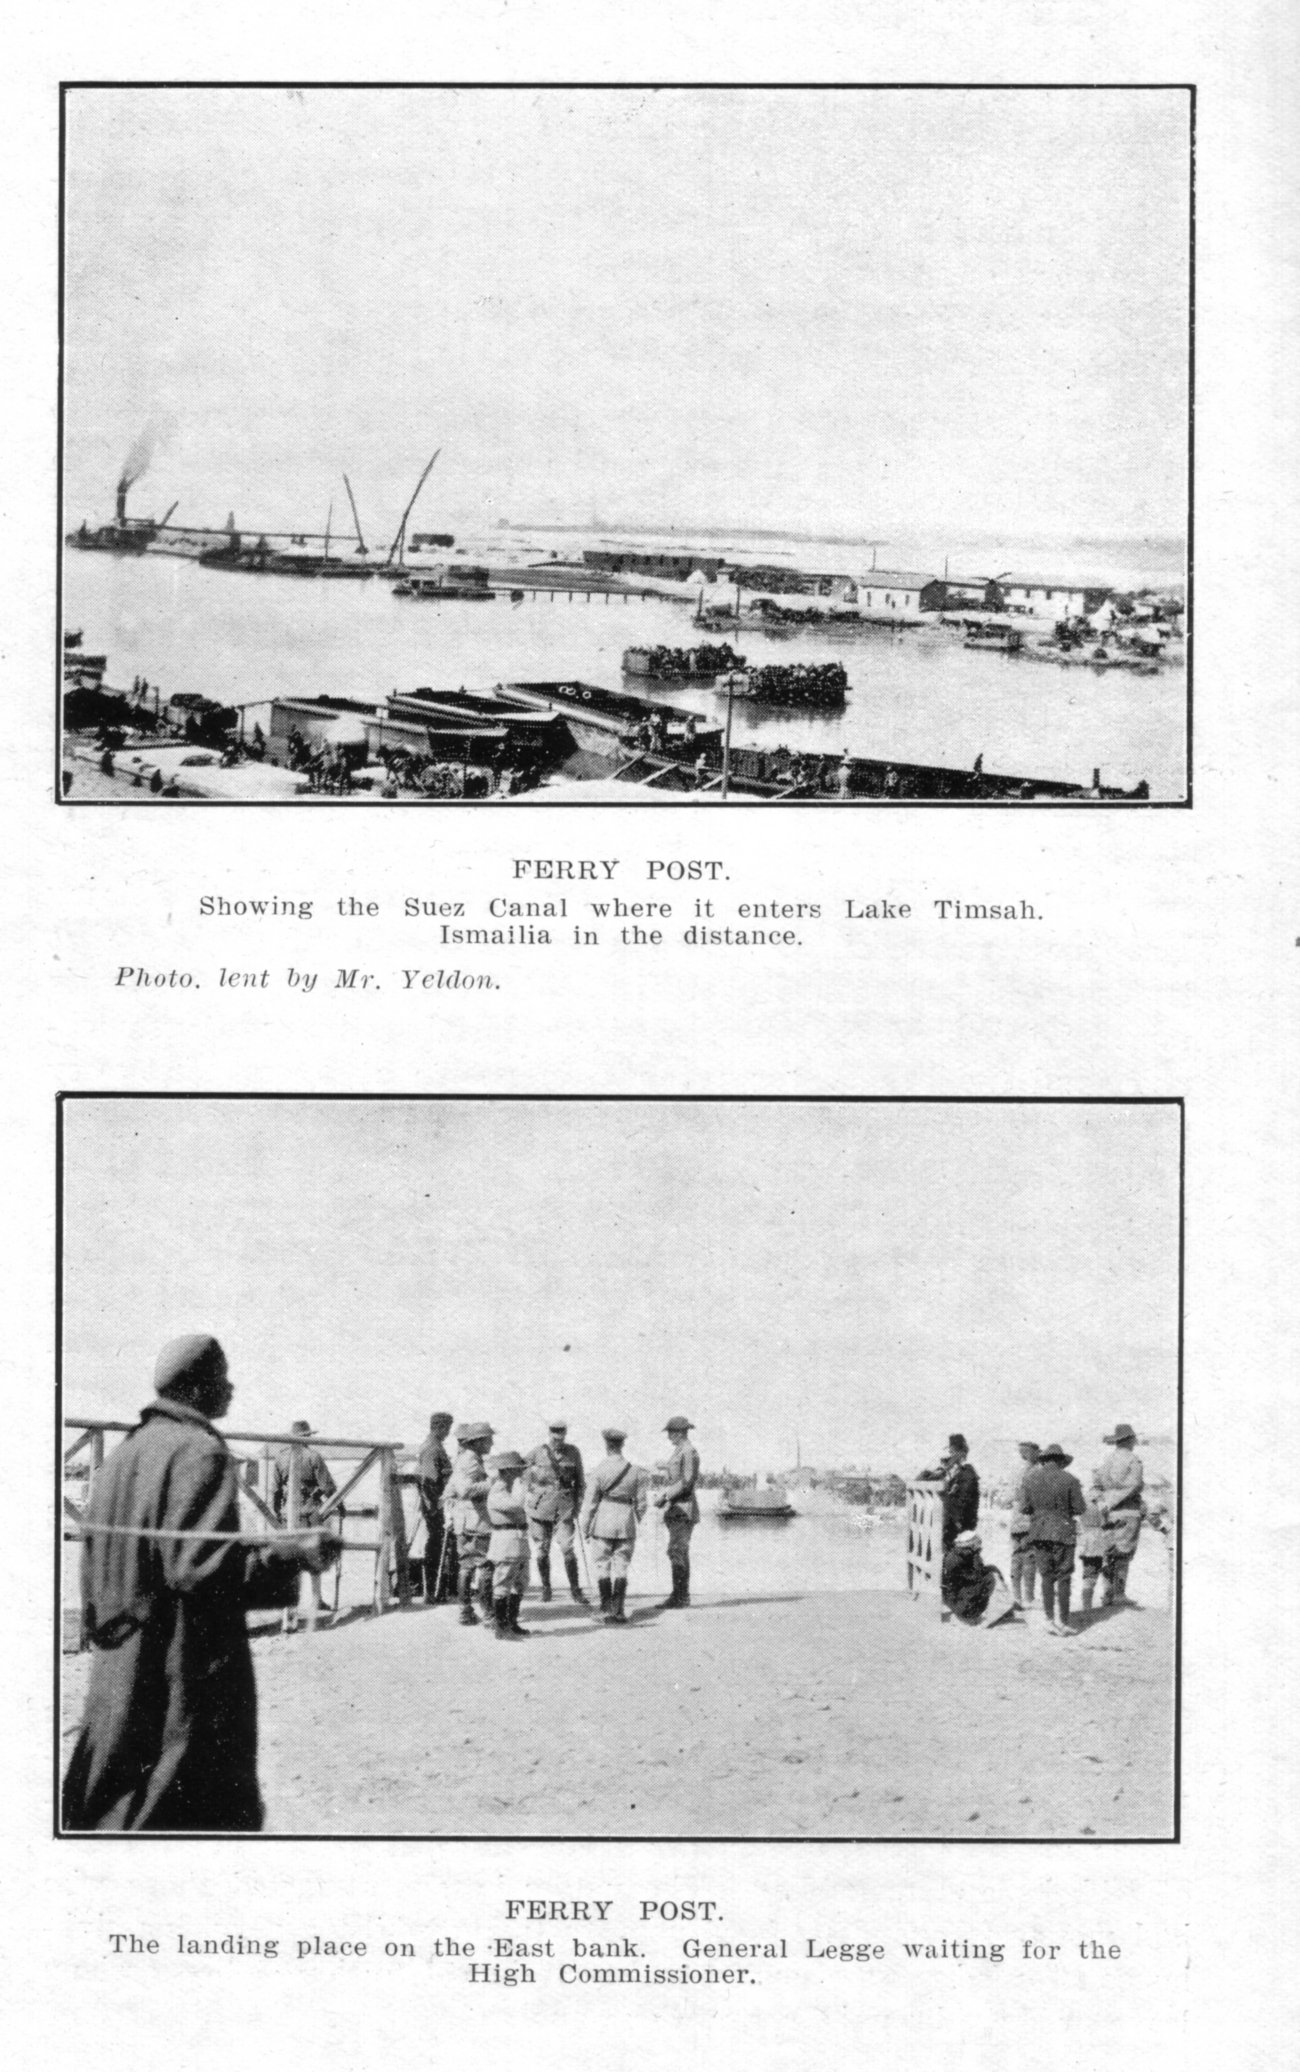 FERRY POST.
Showing the Suez Canal where it enters Lake Timsah.
Ismailia in the distance.
Photo. lent by Mr. Yeldon.
FERRY POST.
The landing place on the East bank. General Legge waiting for the
High Commissioner.